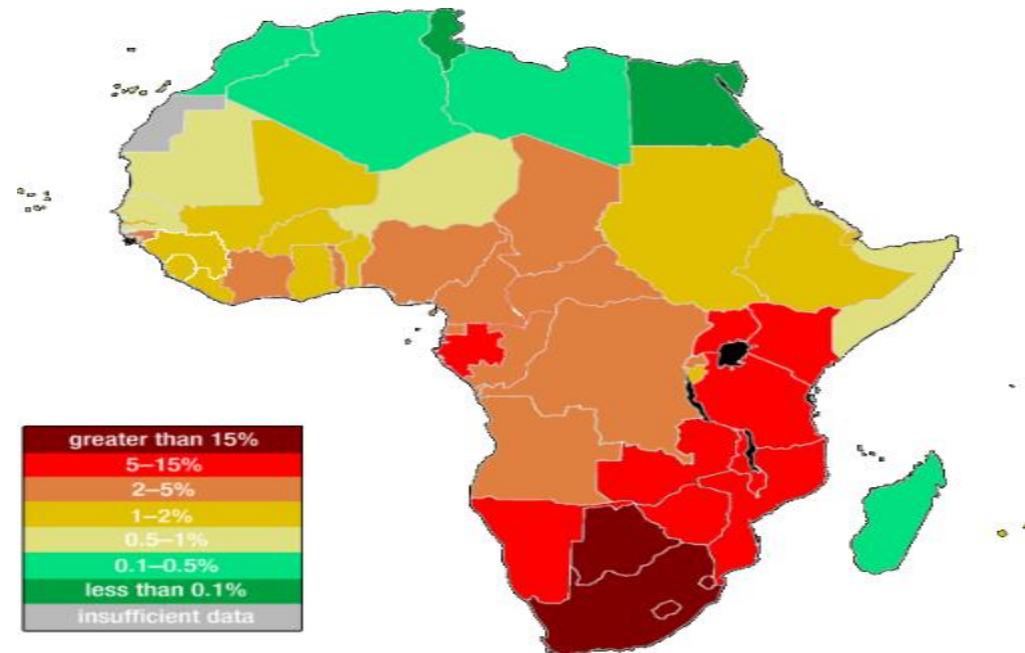 greater than 15%
5–15%
2–5%
1–2%
0.5–1%
0.1–0.5%
less than 0.1%
insufficient data